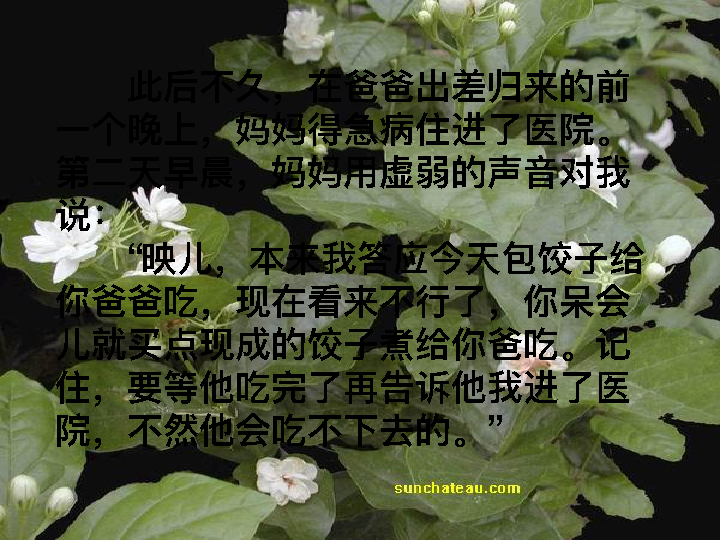 此后不久，在爸爸出差归来的前
一个晚上，妈妈得急病住进了医院。
第二天早晨，妈妈用虚弱的声音对我
说：
“映儿，本来我答应今天包饺子给
你爸爸吃，现在看来不行了，你呆会
儿就买点现成的饺子煮给你爸吃。记
住，要等他吃完了再告诉他我进了医
院，不然他会吃不下去的。”
sunchateau.com